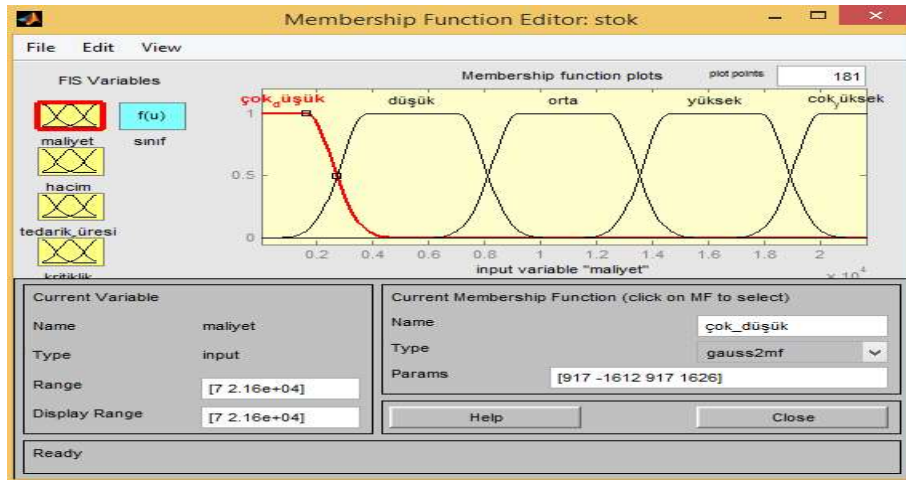 Membership Function Editor: stok
File Edit View
FIS Variables
Membership function plots
plot points
181
f(u)
maliyet
sınıf
hacim
tedarik_üresi
kritiklik
çok_düşük
düşük
orta
yüksek
cok_yüksek
1
0.5
0
0.2 0.4 0.6 0.8 1 1.2 1.4 1.6 1.8 2
x 10^4
input variable "maliyet"
Current Variable
Name maliyet
Type input
Range [7 2.16e+04]
Display Range [7 2.16e+04]
Current Membership Function (click on MF to select)
Name çok_düşük
Type gauss2mf
Params [917 -1612 917 1626]
Help
Close
Ready